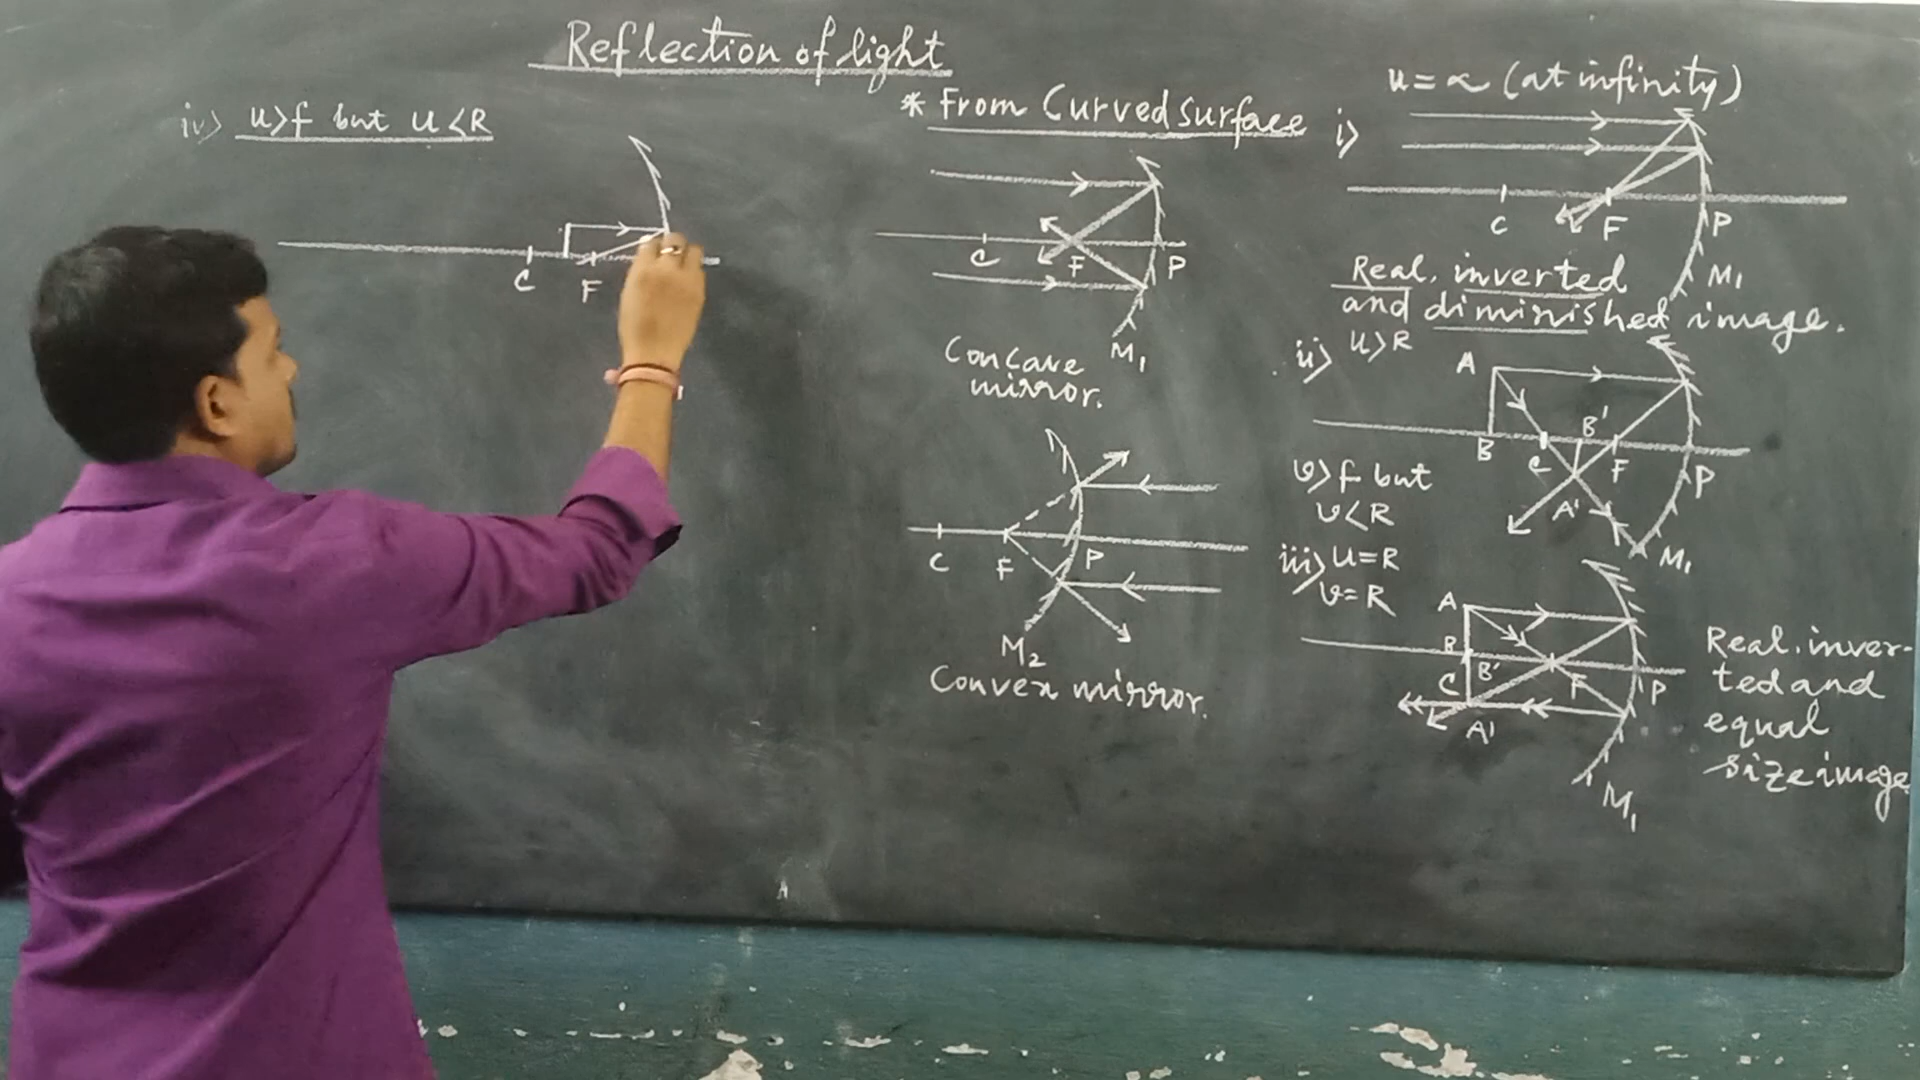 Reflection of light
iv) u>f but u<R
C
F
* From Curved surface
C
F
P
M1
Concave
mirror.
C
F
P
M2
Convex mirror.
u=∝ (at infinity)
i)
C
F
P
M1
Real, inverted
and diminished image.
ii) u>R
A
B
C
B'
F
P
A'
M1
v>f but
v<R
iii) u=R
v=R
A
B
B'
C
F
P
A'
M1
Real, inver-
ted and
equal
size image